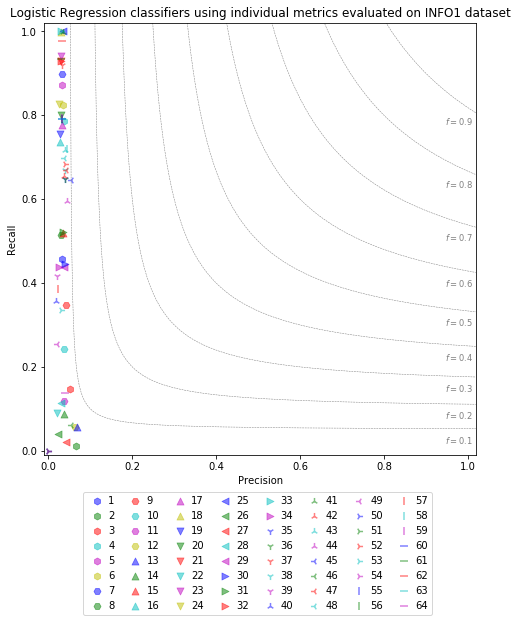 Logistic Regression classifiers using individual metrics evaluated on INFO1 dataset
1.0
0.8
0.6
0.4
0.2
0.0
Recall
f = 0.9
f = 0.8
f = 0.7
f = 0.6
f = 0.5
f = 0.4
f = 0.3
f = 0.2
f = 0.1
0.0 0.2 0.4 0.6 0.8 1.0
Precision
1 9 17 25 33 41 49 57
2 10 18 26 34 42 50 58
3 11 19 27 35 43 51 59
4 12 20 28 36 44 52 60
5 13 21 29 37 45 53 61
6 14 22 30 38 46 54 62
7 15 23 31 39 47 55 63
8 16 24 32 40 48 56 64